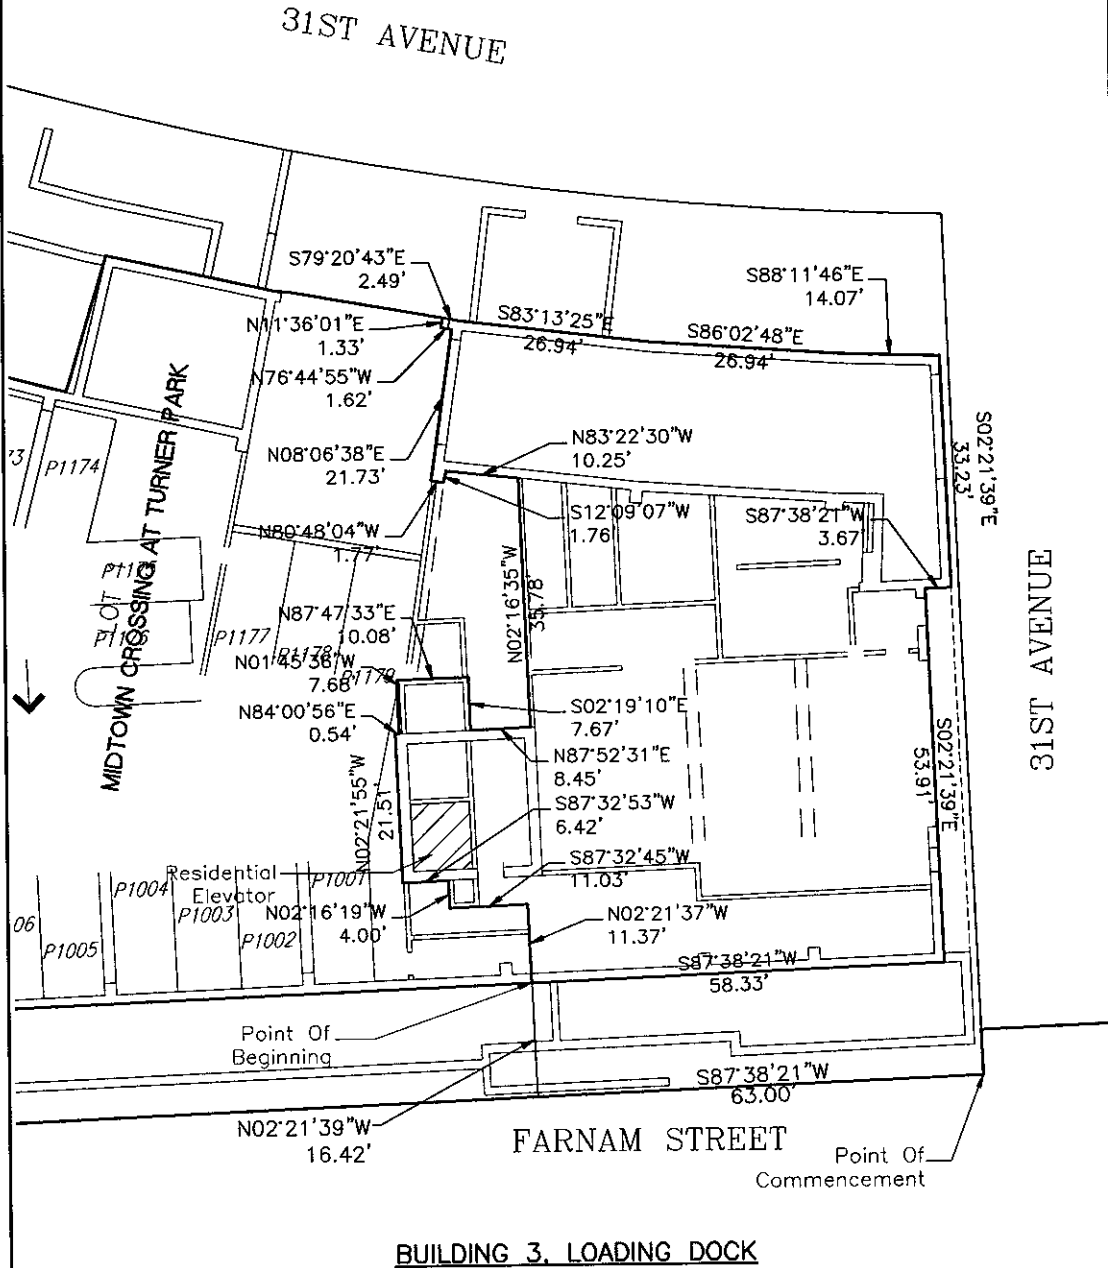 31ST AVENUE
S79°20'43"E
2.49'
S88°11'46"E
14.07'
N11°36'01"E
1.33'
S83°13'25"E
26.94'
S86°02'48"E
26.94'
N76°44'55"W
1.62'
MIDTOWN CROSSING AT TURNER PARK
LOT
N08°06'38"E
21.73'
N83°22'30"W
10.25'
S02°21'39"E
33.23'
73
P1174
S12°09'07"W
1.76'
S87°38'21"W
3.67'
N80°48'04"W
1.77'
N02°16'35"W
35.78'
31ST AVENUE
N87°47'33"E
10.08'
P1177
P1178
P1179
N01°45'36"W
7.68'
N84°00'56"E
0.54'
S02°19'10"E
7.67'
N87°52'31"E
8.45'
S02°21'39"E
53.91'
N02°21'55"W
21.51'
S87°32'53"W
6.42'
S87°32'45"W
11.03'
Residential
Elevator
P1001
P1004
P1003
P1002
06
P1005
N02°16'19"W
4.00'
N02°21'37"W
11.37'
S87°38'21"W
58.33'
Point Of
Beginning
S87°38'21"W
63.00'
N02°21'39"W
16.42'
FARNAM STREET
Point Of
Commencement
BUILDING 3, LOADING DOCK